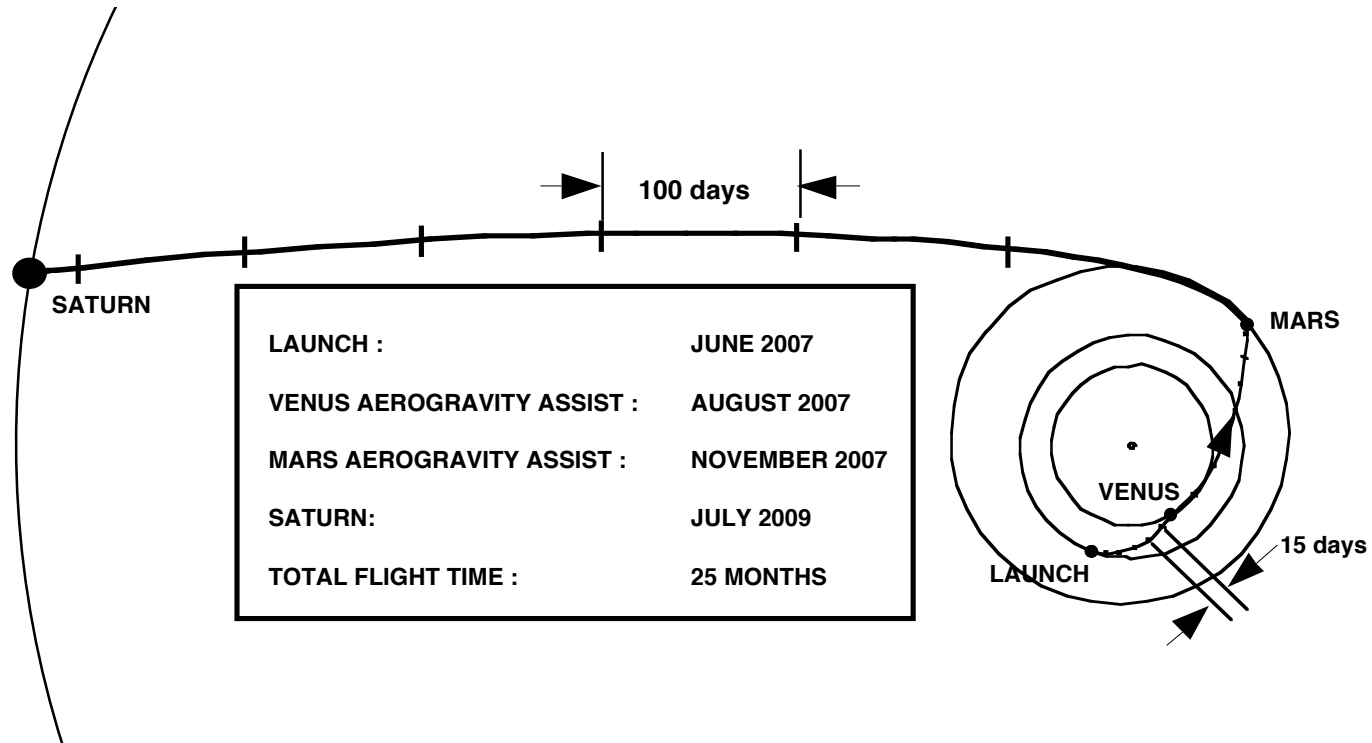 100 days
SATURN
MARS
LAUNCH : JUNE 2007
VENUS AEROGRAVITY ASSIST : AUGUST 2007
MARS AEROGRAVITY ASSIST : NOVEMBER 2007
SATURN: JULY 2009
TOTAL FLIGHT TIME : 25 MONTHS
VENUS
LAUNCH
15 days